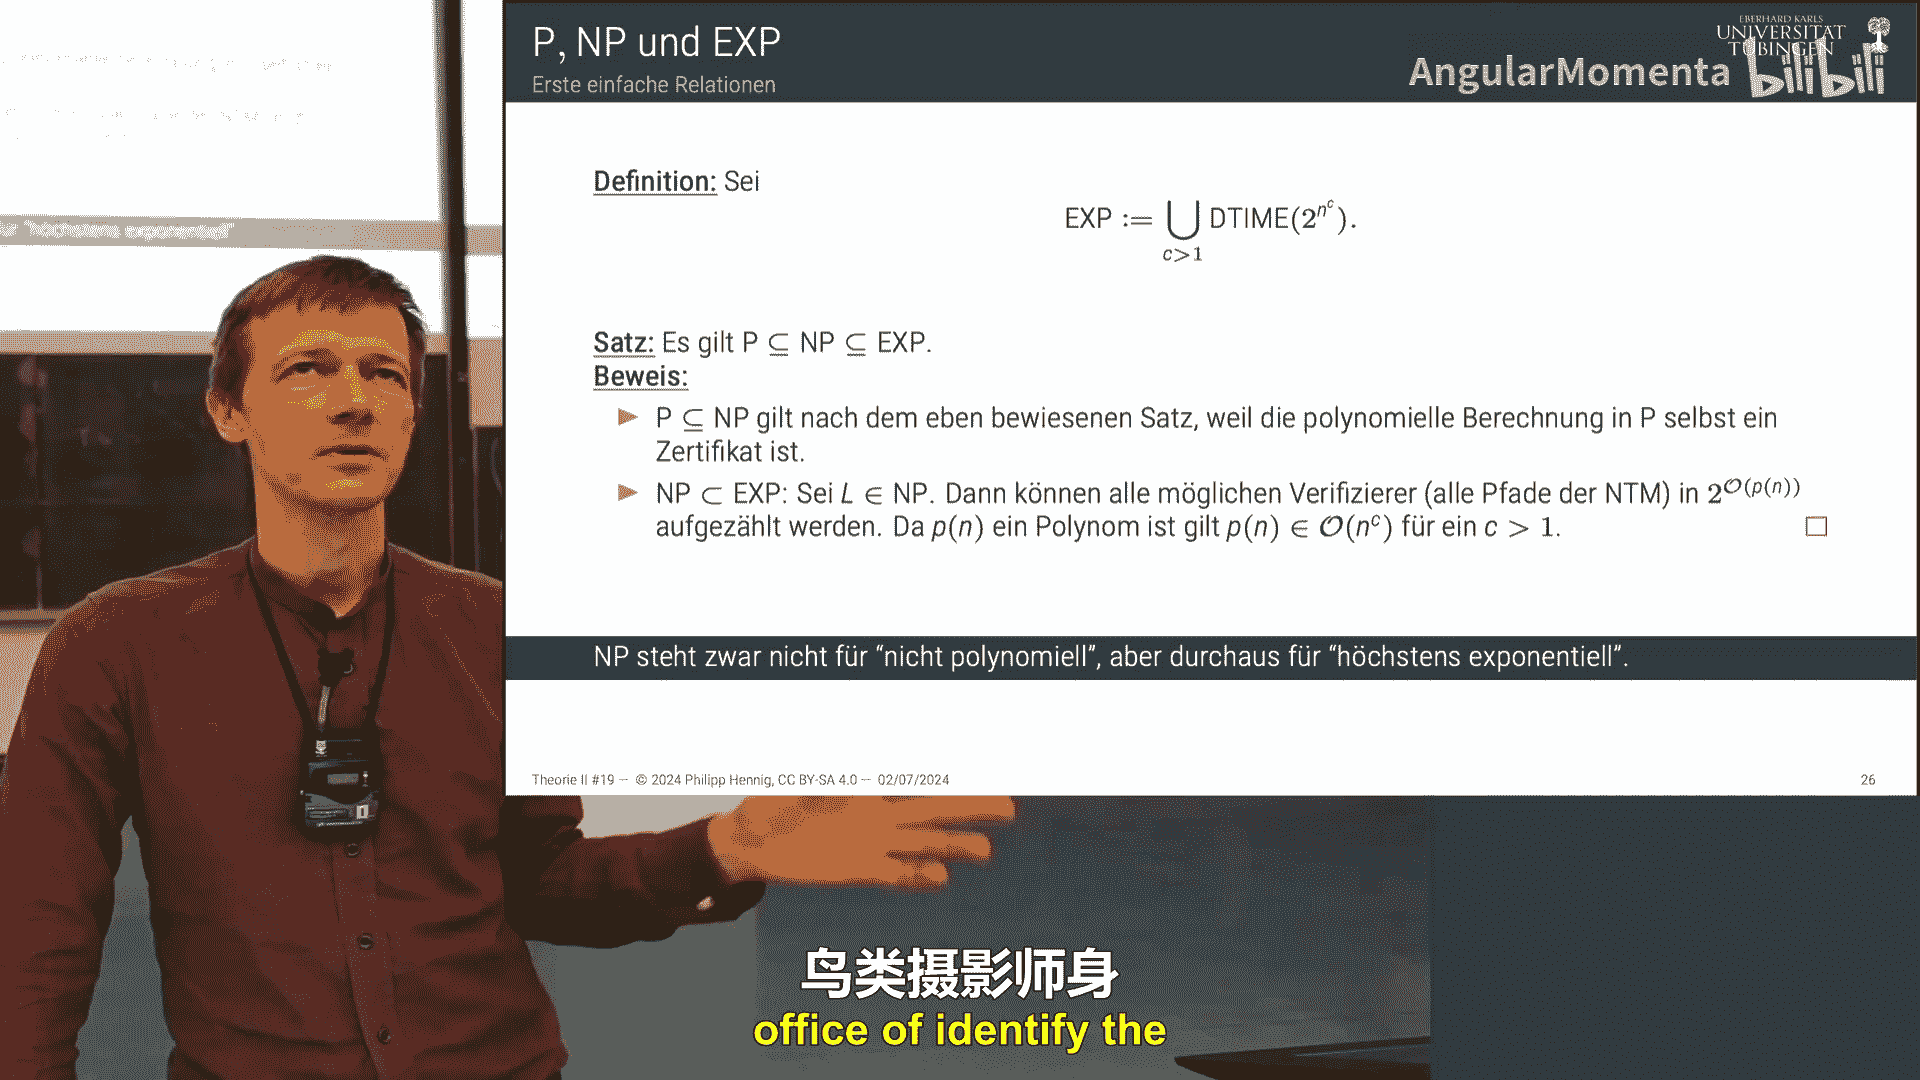 P, NP und EXP
Erste einfache Relationen
EBERHARD KARLS
UNIVERSITÄT
TÜBINGEN
AngularMomenta
bilibili
Definition: Sei
EXP := ⋃_{c>1} DTIME(2^{n^c}).
Satz: Es gilt P ⊆ NP ⊆ EXP.
Beweis:
▶ P ⊆ NP gilt nach dem eben bewiesenen Satz, weil die polynomielle Berechnung in P selbst ein
Zertifikat ist.
▶ NP ⊂ EXP: Sei L ∈ NP. Dann können alle möglichen Verifizierer (alle Pfade der NTM) in 2^{𝒪(p(n))}
aufgezählt werden. Da p(n) ein Polynom ist gilt p(n) ∈ 𝒪(n^c) für ein c > 1. □
NP steht zwar nicht für “nicht polynomiell”, aber durchaus für “höchstens exponentiell”.
Theorie II #19 — © 2024 Philipp Hennig, CC BY-SA 4.0 — 02/07/2024
26
für “höchstens exponentiell”
鸟类摄影师身
office of identify the